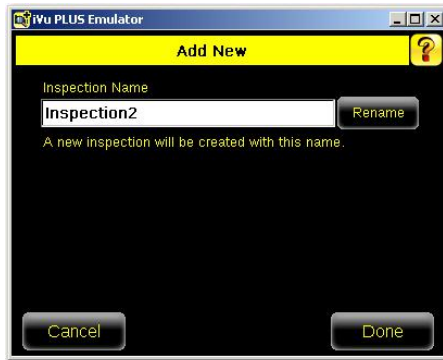 iVu PLUS Emulator
Add New
?
Inspection Name
Inspection2
Rename
A new inspection will be created with this name.
Cancel
Done